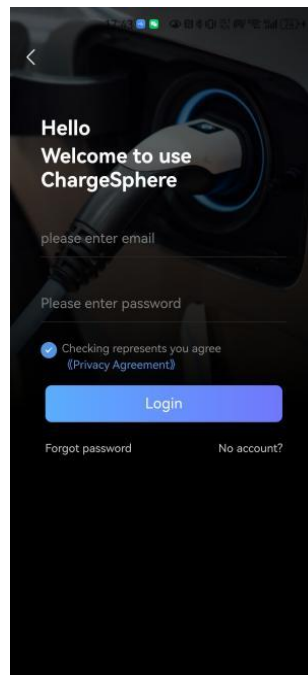 Hello
Welcome to use
ChargeSphere
please enter email
Please enter password
Checking represents you agree
《Privacy Agreement》
Login
Forgot password
No account?